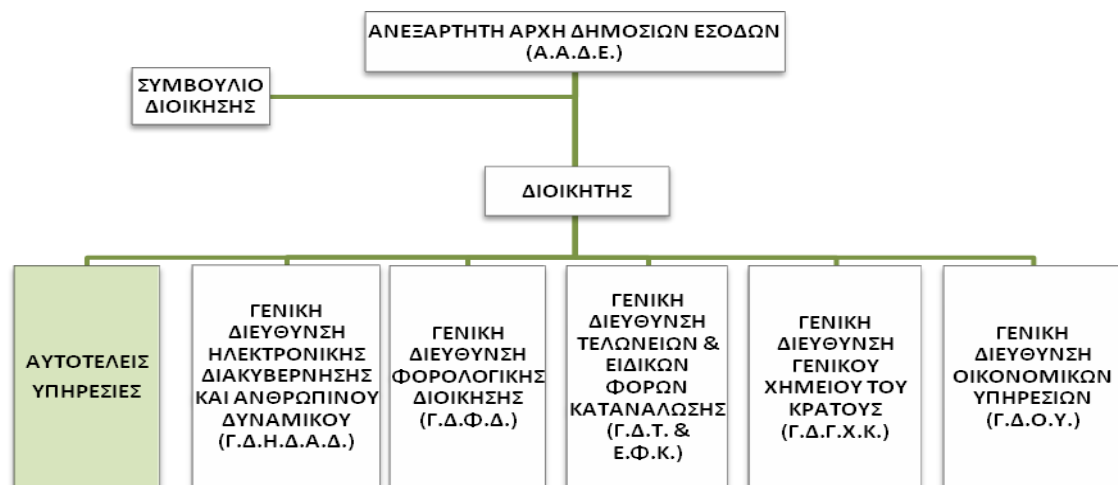 ΑΝΕΞΑΡΤΗΤΗ ΑΡΧΗ ΔΗΜΟΣΙΩΝ ΕΣΟΔΩΝ
(Α.Α.Δ.Ε.)
ΣΥΜΒΟΥΛΙΟ
ΔΙΟΙΚΗΣΗΣ
ΔΙΟΙΚΗΤΗΣ
ΑΥΤΟΤΕΛΕΙΣ
ΥΠΗΡΕΣΙΕΣ
ΓΕΝΙΚΗ
ΔΙΕΥΘΥΝΣΗ
ΗΛΕΚΤΡΟΝΙΚΗΣ
ΔΙΑΚΥΒΕΡΝΗΣΗΣ
ΚΑΙ ΑΝΘΡΩΠΙΝΟΥ
ΔΥΝΑΜΙΚΟΥ
(Γ.Δ.Η.Δ.Α.Δ.)
ΓΕΝΙΚΗ
ΔΙΕΥΘΥΝΣΗ
ΦΟΡΟΛΟΓΙΚΗΣ
ΔΙΟΙΚΗΣΗΣ
(Γ.Δ.Φ.Δ.)
ΓΕΝΙΚΗ
ΔΙΕΥΘΥΝΣΗ
ΤΕΛΩΝΕΙΩΝ &
ΕΙΔΙΚΩΝ
ΦΟΡΩΝ
ΚΑΤΑΝΑΛΩΣΗΣ
(Γ.Δ.Τ. &
Ε.Φ.Κ.)
ΓΕΝΙΚΗ
ΔΙΕΥΘΥΝΣΗ
ΓΕΝΙΚΟΥ
ΧΗΜΕΙΟΥ ΤΟΥ
ΚΡΑΤΟΥΣ
(Γ.Δ.Γ.Χ.Κ.)
ΓΕΝΙΚΗ
ΔΙΕΥΘΥΝΣΗ
ΟΙΚΟΝΟΜΙΚΩΝ
ΥΠΗΡΕΣΙΩΝ
(Γ.Δ.Ο.Υ.)